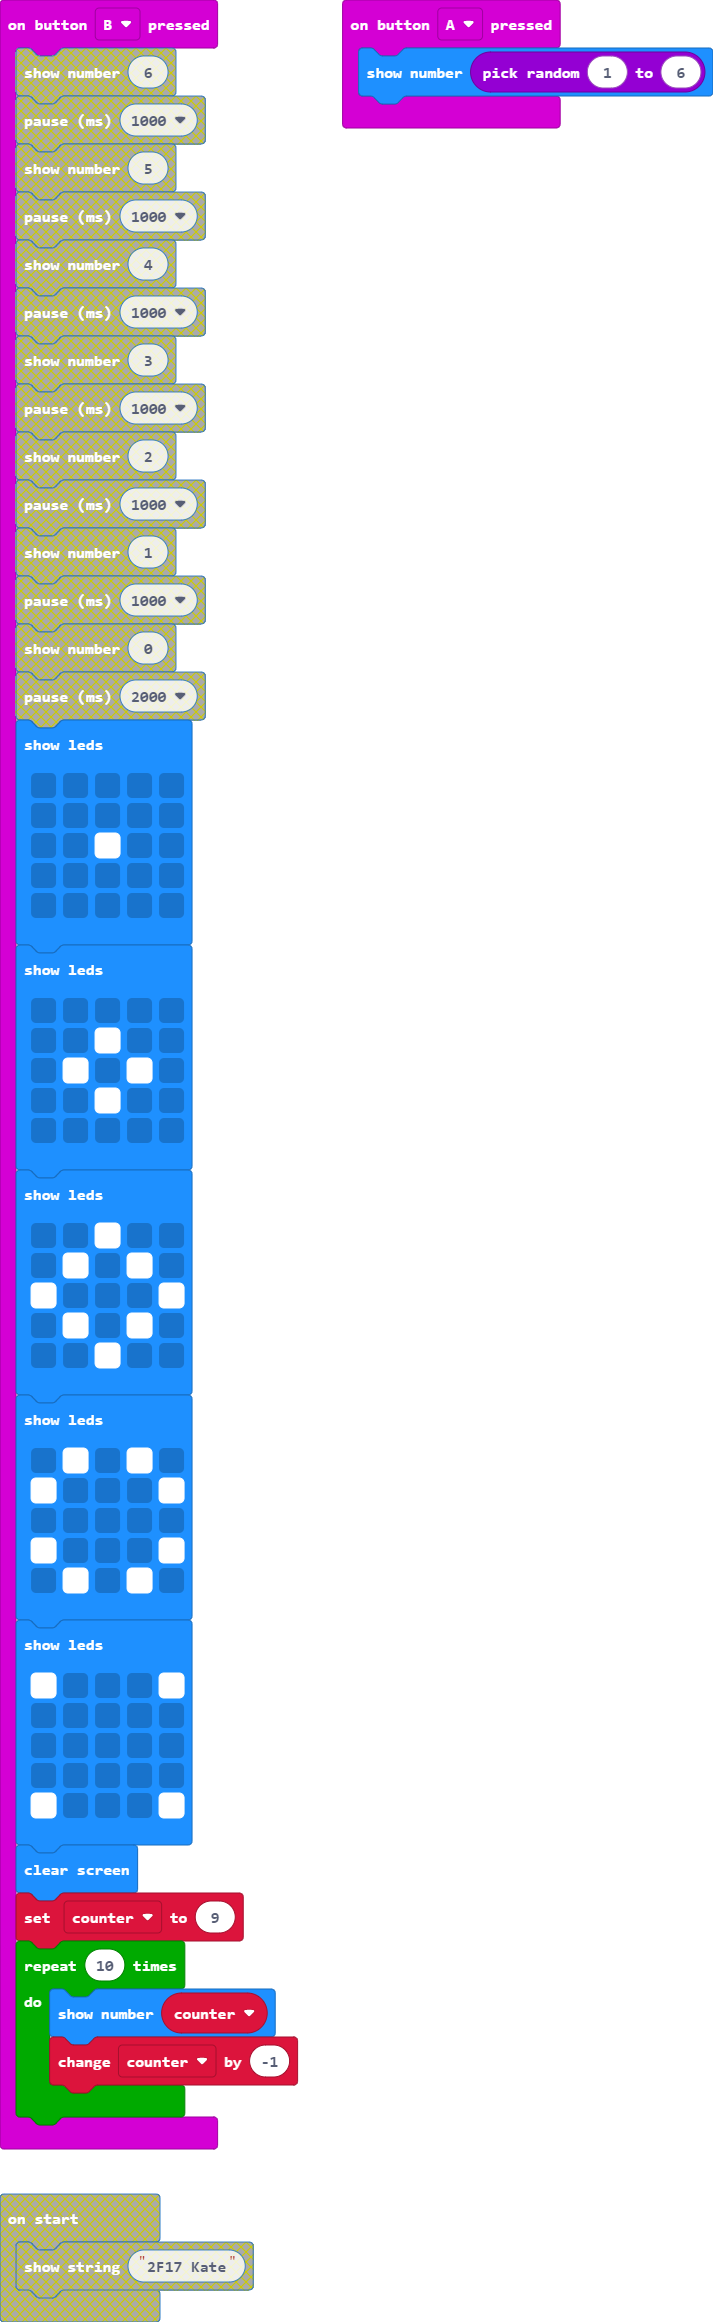 on button B pressed
show number 6
pause (ms) 1000
show number 5
pause (ms) 1000
show number 4
pause (ms) 1000
show number 3
pause (ms) 1000
show number 2
pause (ms) 1000
show number 1
pause (ms) 1000
show number 0
pause (ms) 2000
show leds
show leds
show leds
show leds
show leds
clear screen
set counter to 9
repeat 10 times
do
show number counter
change counter by -1
on start
show string "2F17 Kate"
on button A pressed
show number pick random 1 to 6